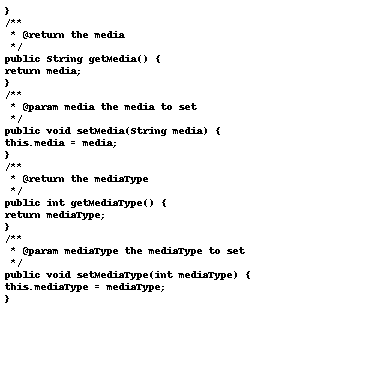 }
/**
 * @return the media
 */
public String getMedia() {
return media;
}
/**
 * @param media the media to set
 */
public void setMedia(String media) {
this.media = media;
}
/**
 * @return the mediaType
 */
public int getMediaType() {
return mediaType;
}
/**
 * @param mediaType the mediaType to set
 */
public void setMediaType(int mediaType) {
this.mediaType = mediaType;
}